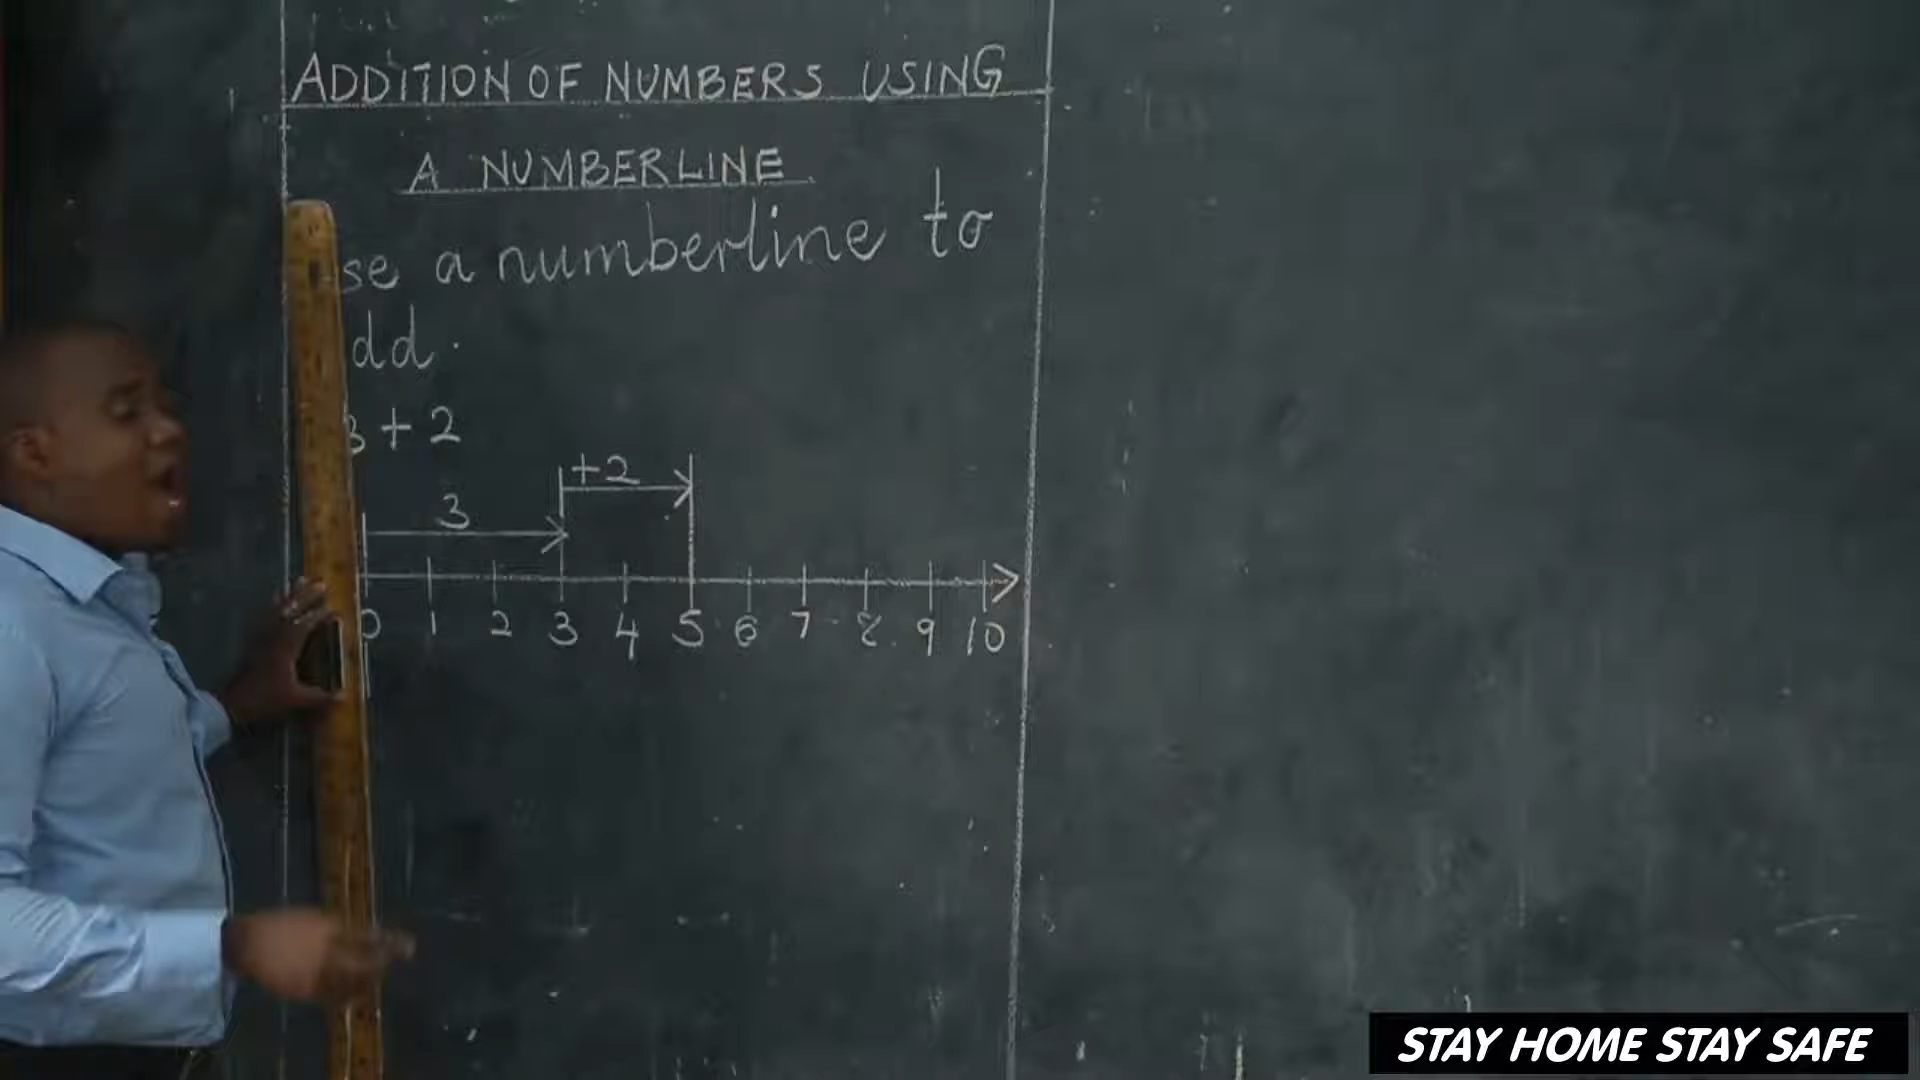 ADDITION OF NUMBERS USING
A NUMBERLINE
se a numberline to
dd.
3 + 2
+2
3
0 1 2 3 4 5 6 7 8 9 10
STAY HOME STAY SAFE